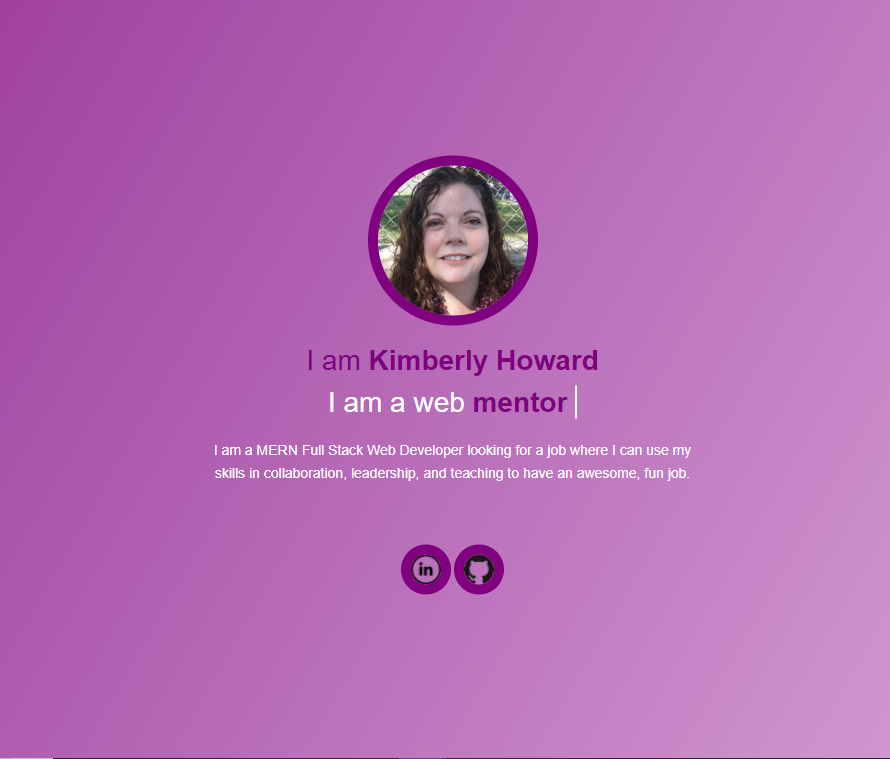 I am Kimberly Howard
I am a web mentor
I am a MERN Full Stack Web Developer looking for a job where I can use my
skills in collaboration, leadership, and teaching to have an awesome, fun job.
in